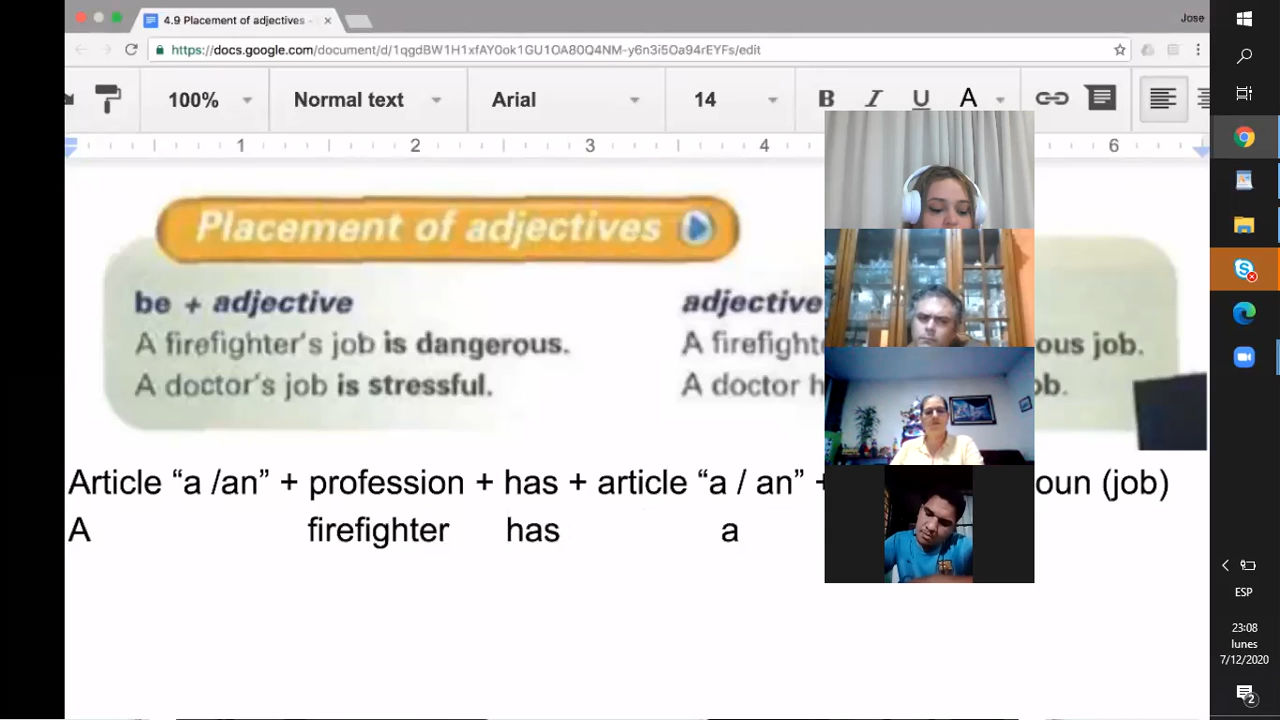 4.9 Placement of adjectives -
Jose
https://docs.google.com/document/d/1qgdBW1H1xfAY0ok1GU1OA80Q4NM-y6n3i5Oa94rEYFs/edit
100% Normal text Arial 14 B I U A
1 2 3 4 6
Placement of adjectives
be + adjective
adjective
A firefighter's job is dangerous.
A firefight ous job.
A doctor's job is stressful.
A doctor h ob.
Article “a /an” + profession + has + article “a / an” + oun (job)
A firefighter has a
ESP
23:08
lunes
7/12/2020
2